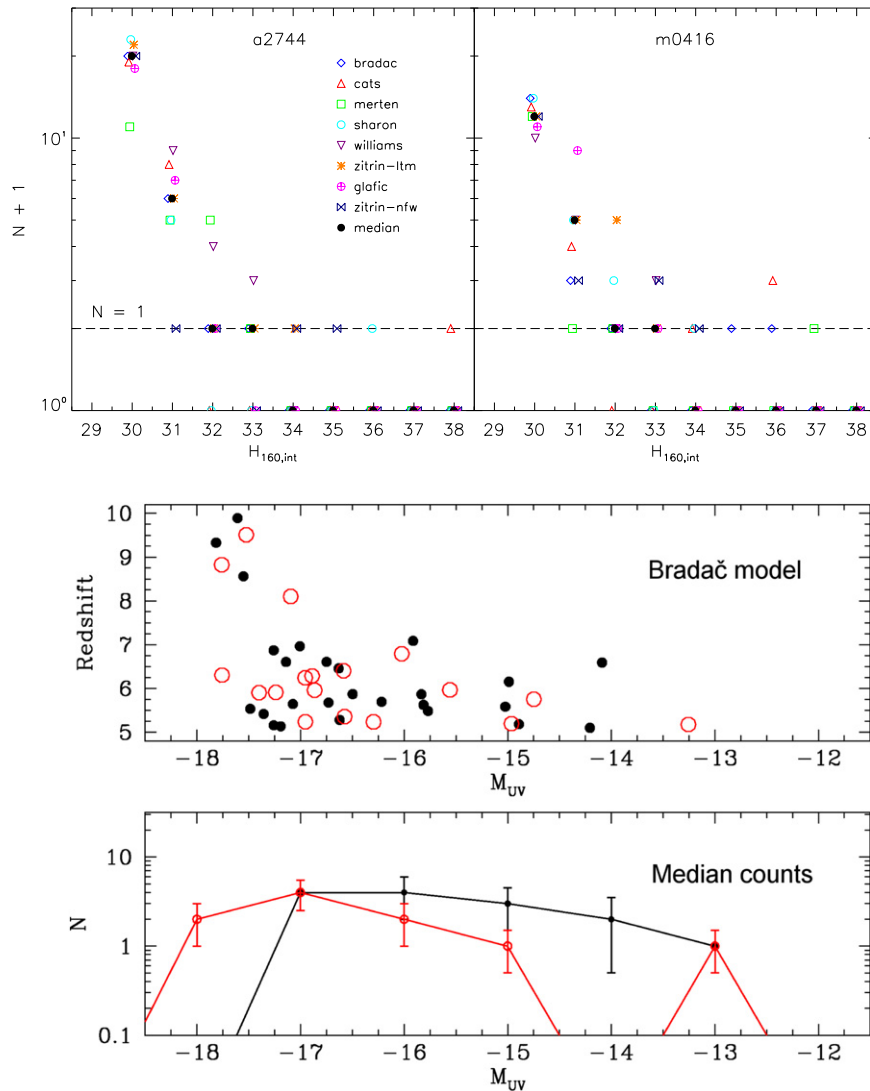 a2744
m0416
bradac
cats
merten
sharon
williams
zitrin-ltm
glafic
zitrin-nfw
median
N + 1
10¹
10⁰
N = 1
29 30 31 32 33 34 35 36 37 38
29 30 31 32 33 34 35 36 37 38
H160,int
H160,int
Bradač model
Redshift
10
9
8
7
6
5
−18 −17 −16 −15 −14 −13 −12
MUV
Median counts
N
10
1
0.1
−18 −17 −16 −15 −14 −13 −12
MUV